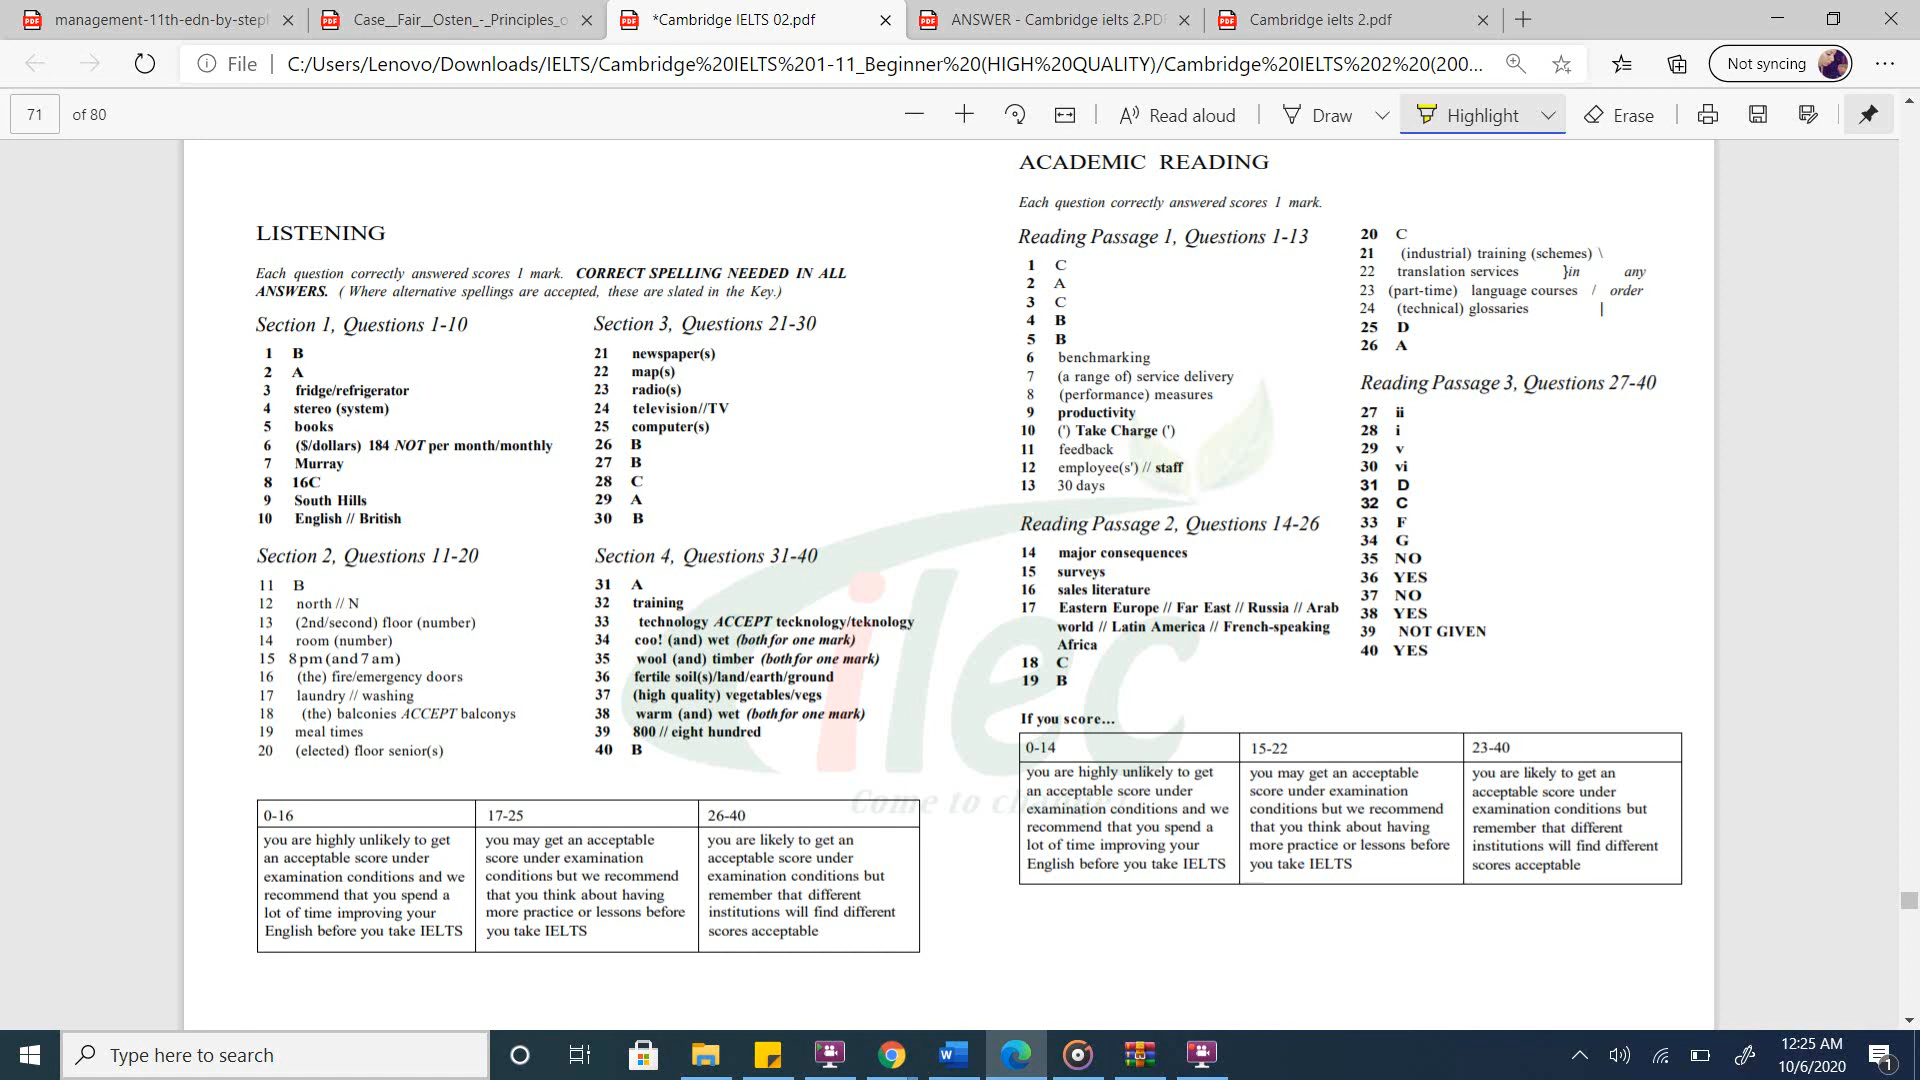 management-11th-edn-by-step
Case__Fair__Osten_-_Principles_o
*Cambridge IELTS 02.pdf
ANSWER - Cambridge ielts 2.PDF
Cambridge ielts 2.pdf
File
C:/Users/Lenovo/Downloads/IELTS/Cambridge%20IELTS%201-11_Beginner%20(HIGH%20QUALITY)/Cambridge%20IELTS%202%20(200...
Not syncing
71 of 80
Read aloud
Draw
Highlight
Erase
LISTENING
Each question correctly answered scores 1 mark. CORRECT SPELLING NEEDED IN ALL
ANSWERS. ( Where alternative spellings are accepted, these are slated in the Key.)
Section 1, Questions 1-10
1 B
2 A
3 fridge/refrigerator
4 stereo (system)
5 books
6 ($/dollars) 184 NOT per month/monthly
7 Murray
8 16C
9 South Hills
10 English // British
Section 2, Questions 11-20
11 B
12 north // N
13 (2nd/second) floor (number)
14 room (number)
15 8 pm (and 7 am)
16 (the) fire/emergency doors
17 laundry // washing
18 (the) balconies ACCEPT balconys
19 meal times
20 (elected) floor senior(s)
Section 3, Questions 21-30
21 newspaper(s)
22 map(s)
23 radio(s)
24 television//TV
25 computer(s)
26 B
27 B
28 C
29 A
30 B
Section 4, Questions 31-40
31 A
32 training
33 technology ACCEPT tecknology/teknology
34 coo! (and) wet (both for one mark)
35 wool (and) timber (both for one mark)
36 fertile soil(s)/land/earth/ground
37 (high quality) vegetables/vegs
38 warm (and) wet (both for one mark)
39 800 // eight hundred
40 B
0-16
you are highly unlikely to get
an acceptable score under
examination conditions and we
recommend that you spend a
lot of time improving your
English before you take IELTS
17-25
you may get an acceptable
score under examination
conditions but we recommend
that you think about having
more practice or lessons before
you take IELTS
26-40
you are likely to get an
acceptable score under
examination conditions but
remember that different
institutions will find different
scores acceptable
ACADEMIC READING
Each question correctly answered scores 1 mark.
Reading Passage 1, Questions 1-13
1 C
2 A
3 C
4 B
5 B
6 benchmarking
7 (a range of) service delivery
8 (performance) measures
9 productivity
10 (') Take Charge (')
11 feedback
12 employee(s') // staff
13 30 days
Reading Passage 2, Questions 14-26
14 major consequences
15 surveys
16 sales literature
17 Eastern Europe // Far East // Russia // Arab
world // Latin America // French-speaking
Africa
18 C
19 B
20 C
21 (industrial) training (schemes) \
22 translation services }in any
23 (part-time) language courses / order
24 (technical) glossaries |
25 D
26 A
Reading Passage 3, Questions 27-40
27 ii
28 i
29 v
30 vi
31 D
32 C
33 F
34 G
35 NO
36 YES
37 NO
38 YES
39 NOT GIVEN
40 YES
If you score...
0-14
you are highly unlikely to get
an acceptable score under
examination conditions and we
recommend that you spend a
lot of time improving your
English before you take IELTS
15-22
you may get an acceptable
score under examination
conditions but we recommend
that you think about having
more practice or lessons before
you take IELTS
23-40
you are likely to get an
acceptable score under
examination conditions but
remember that different
institutions will find different
scores acceptable
ilec
Come to
Type here to search
12:25 AM
10/6/2020
1